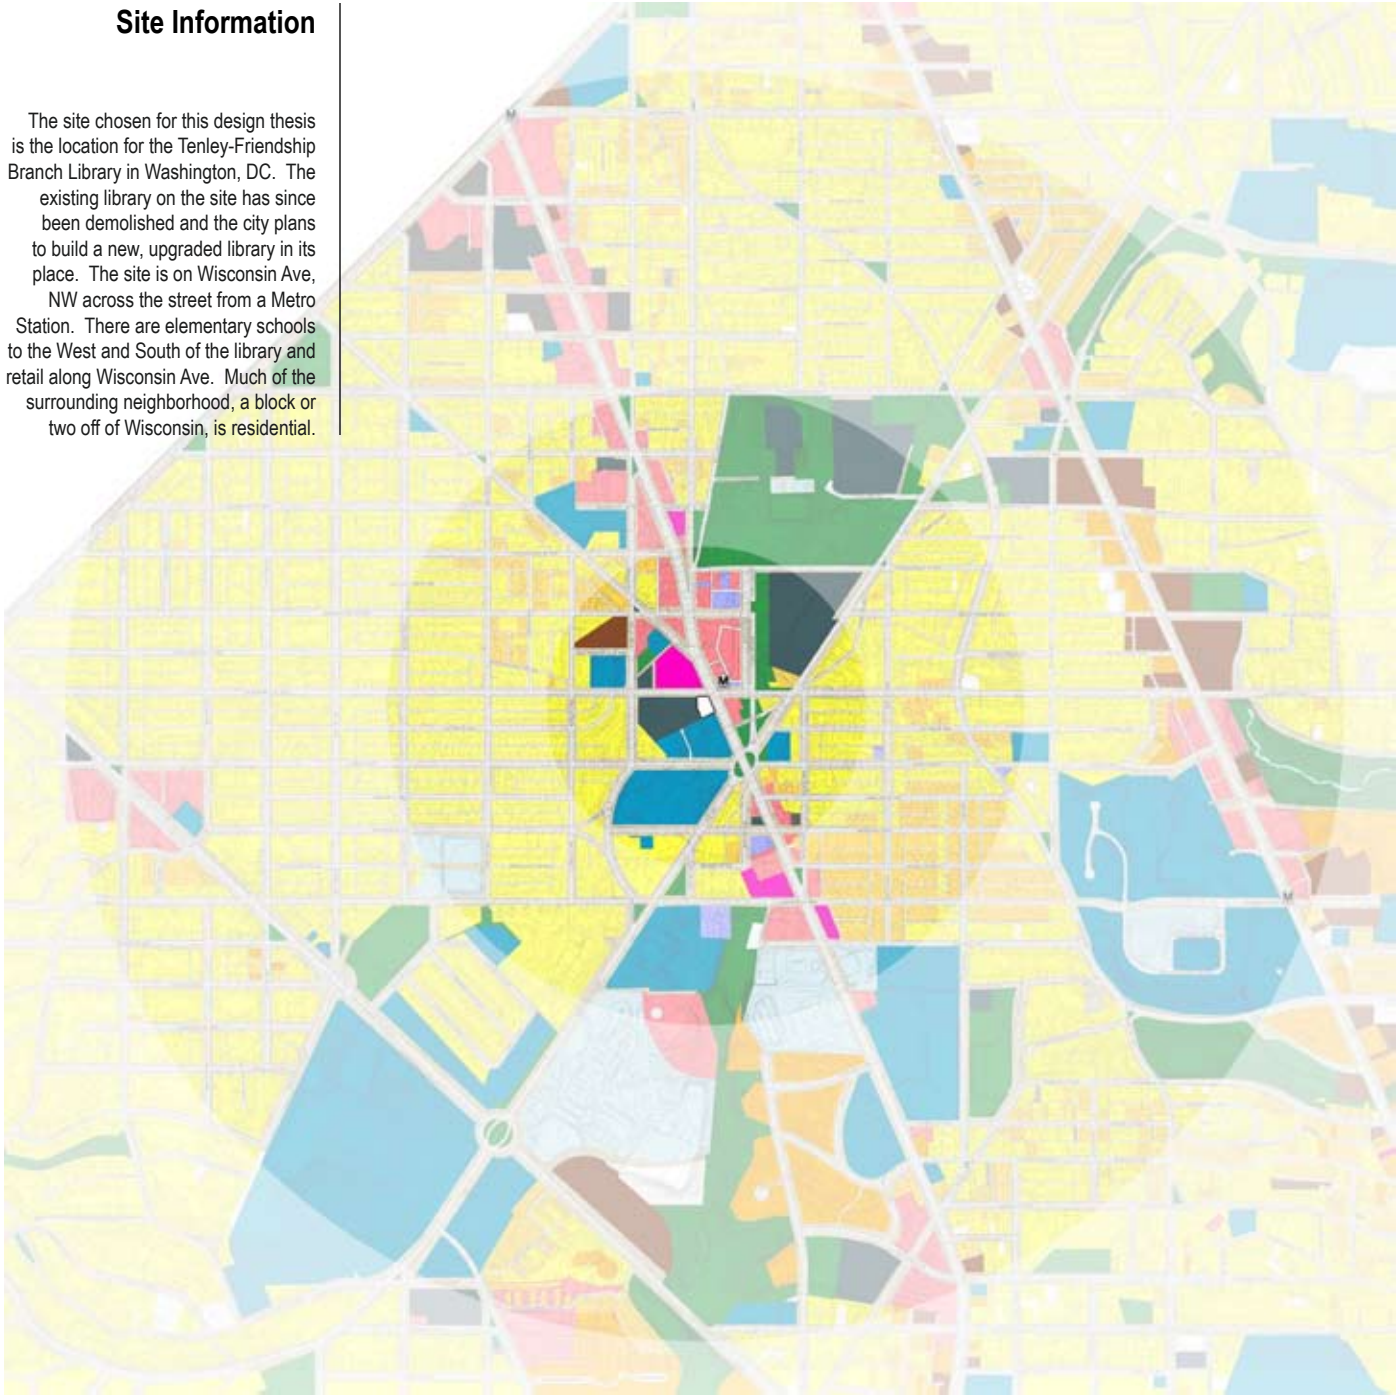 Site Information
The site chosen for this design thesis
is the location for the Tenley-Friendship
Branch Library in Washington, DC.  The
existing library on the site has since
been demolished and the city plans
to build a new, upgraded library in its
place.  The site is on Wisconsin Ave,
NW across the street from a Metro
Station.  There are elementary schools
to the West and South of the library and
retail along Wisconsin Ave.  Much of the
surrounding neighborhood, a block or
two off of Wisconsin, is residential.
M
M
M